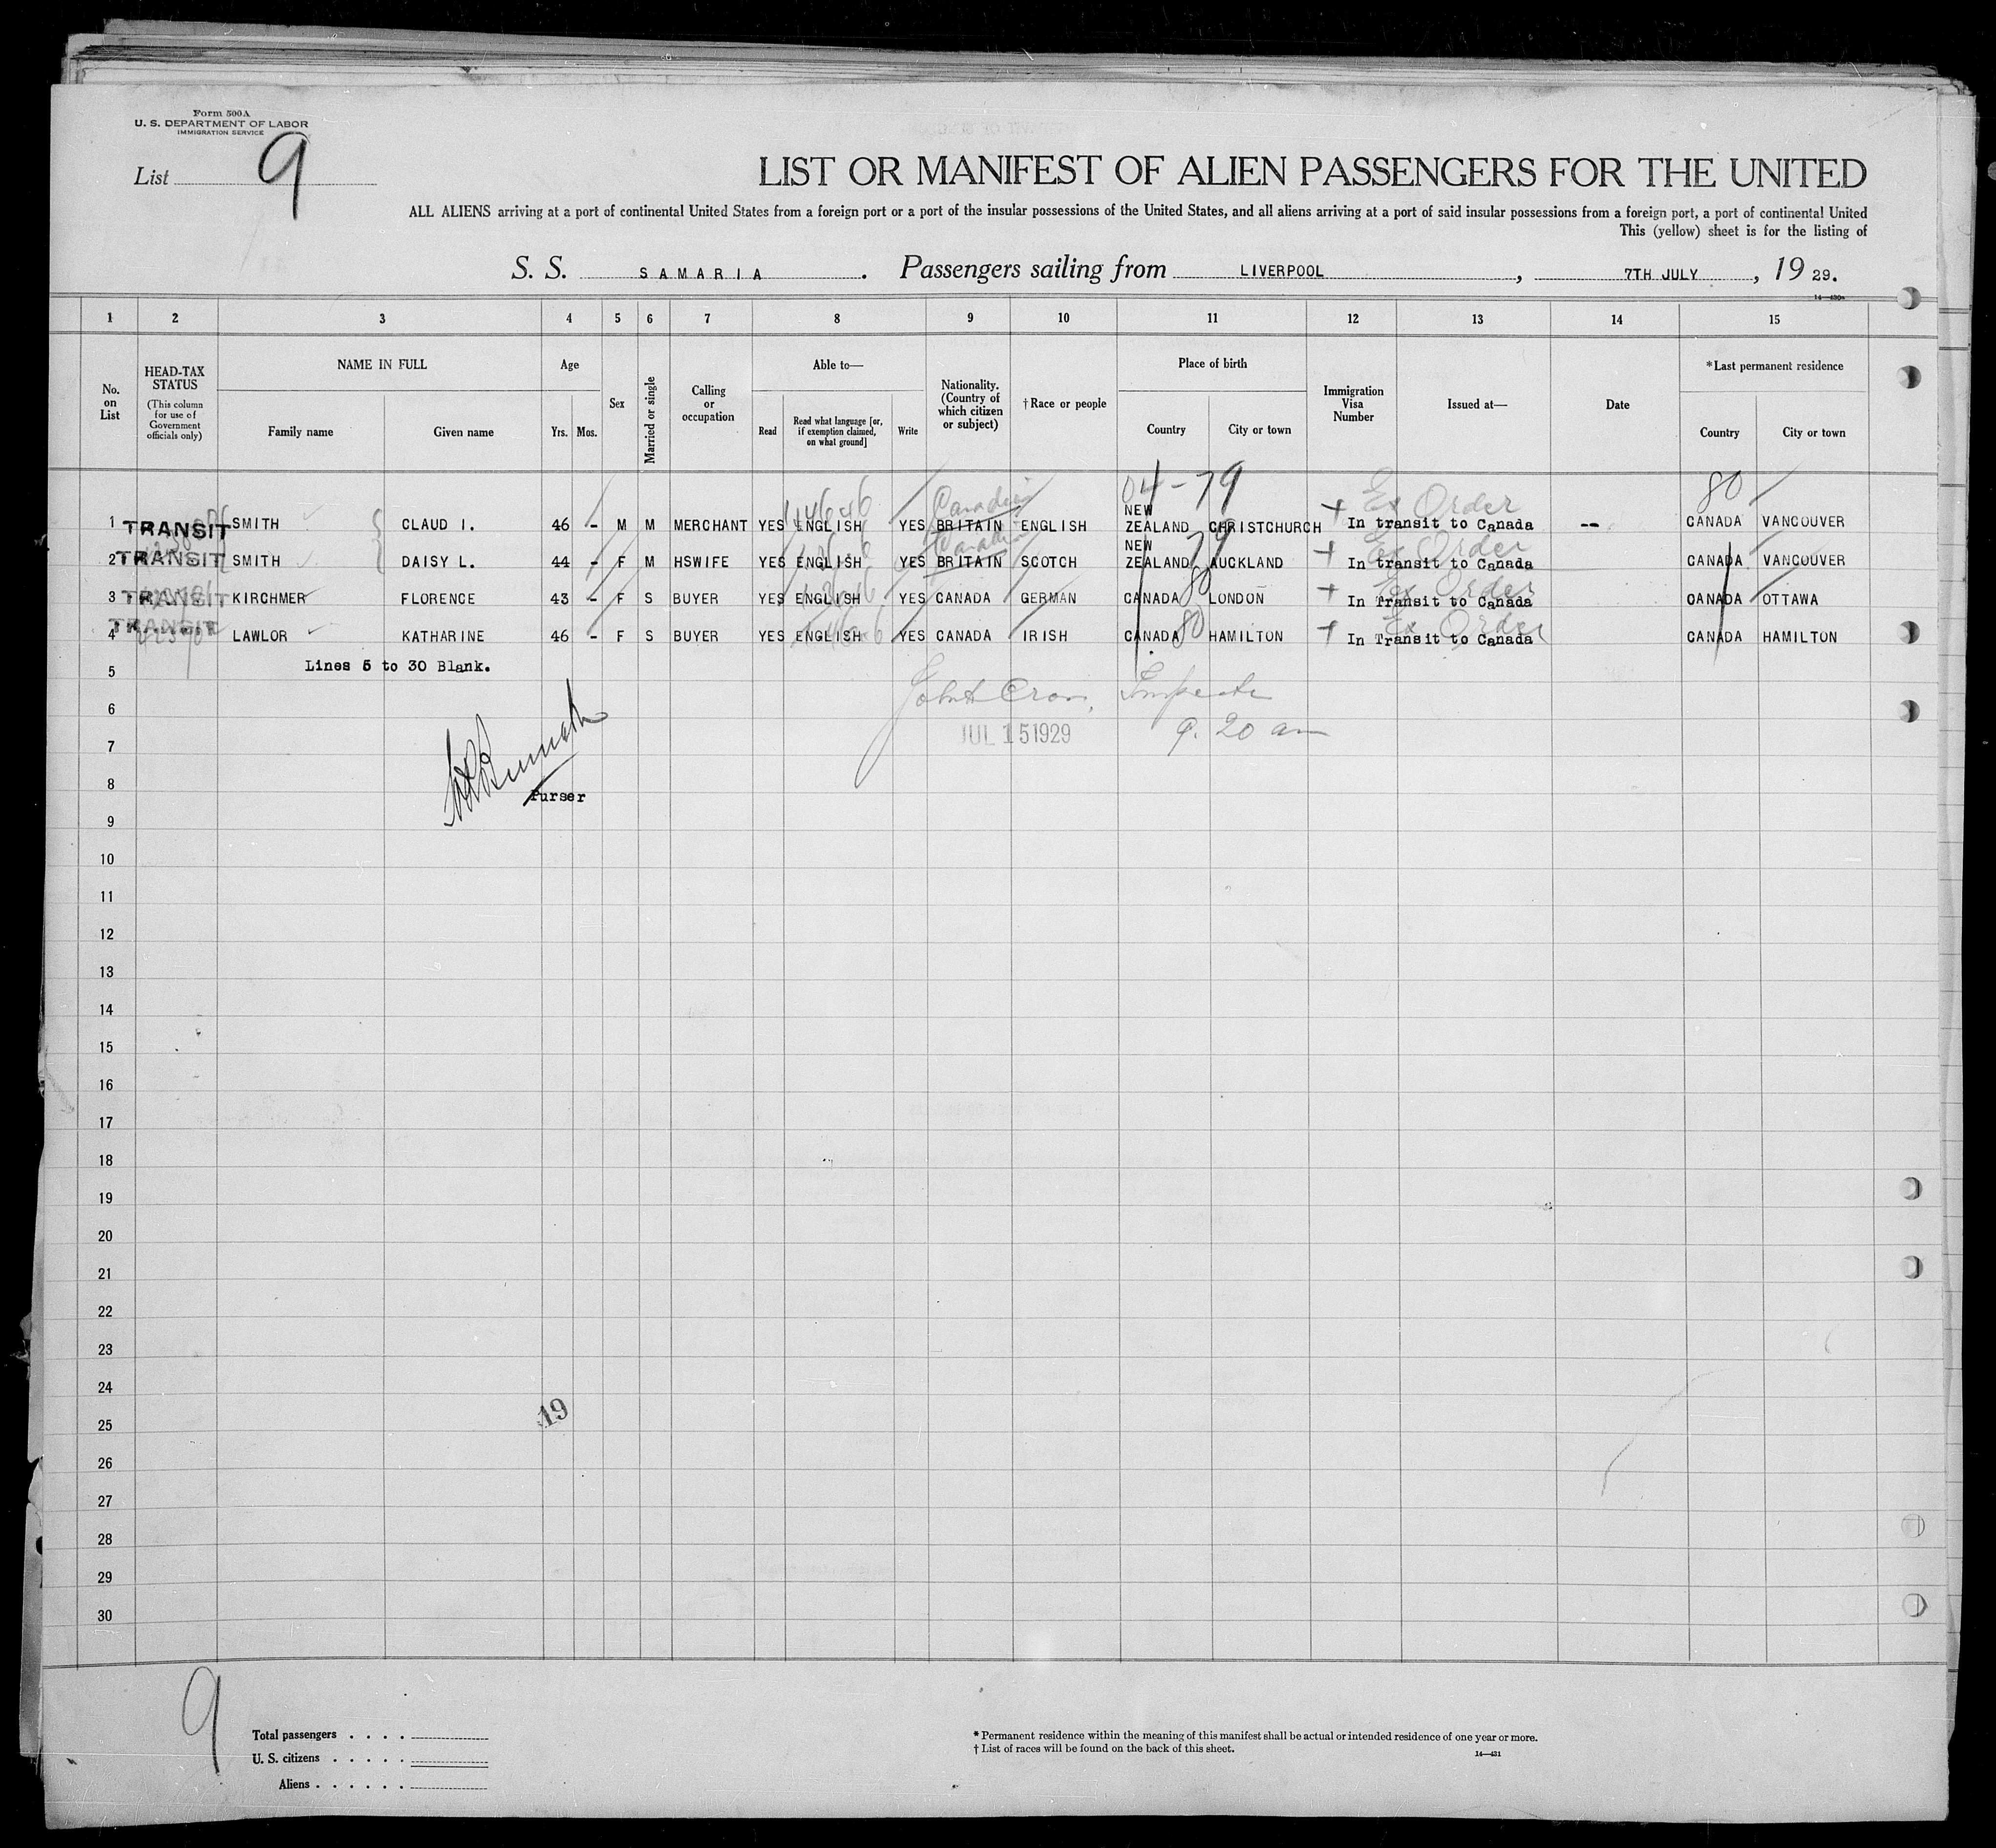 Form 500A
U. S. DEPARTMENT OF LABOR
IMMIGRATION SERVICE
List 9
LIST OR MANIFEST OF ALIEN PASSENGERS FOR THE UNITED
ALL ALIENS arriving at a port of continental United States from a foreign port or a port of the insular possessions of the United States, and all aliens arriving at a port of said insular possessions from a foreign port, a port of continental United
This (yellow) sheet is for the listing of
S. S. SAMARIA. Passengers sailing from LIVERPOOL, 7TH JULY, 1929.
14—430a
1 2 3 4 5 6 7 8 9 10 11 12 13 14 15
No. on List
HEAD-TAX STATUS (This column for use of Government officials only)
NAME IN FULL
Family name Given name
Age
Yrs. Mos.
Sex
Married or single
Calling or occupation
Able to—
Read
Read what language [or, if exemption claimed, on what ground]
Write
Nationality. (Country of which citizen or subject)
†Race or people
Place of birth
Country City or town
Immigration Visa Number
Issued at—
Date
*Last permanent residence
Country City or town
04-79 80
1 TRANSIT SMITH CLAUD I. 46 - M M MERCHANT YES ENGLISH YES BRITAIN Canadian ENGLISH NEW ZEALAND CHRISTCHURCH + Ex Order In transit to Canada -- CANADA VANCOUVER
2 TRANSIT SMITH DAISY L. 44 - F M HSWIFE YES ENGLISH YES BRITAIN Canadian SCOTCH NEW ZEALAND 79 AUCKLAND + Ex Order In transit to Canada CANADA VANCOUVER
3 TRANSIT KIRCHMER FLORENCE 43 - F S BUYER YES ENGLISH YES CANADA GERMAN CANADA 80 LONDON + Ex Order In Transit to Canada CANADA OTTAWA
4 TRANSIT LAWLOR KATHARINE 46 - F S BUYER YES ENGLISH YES CANADA IRISH CANADA 80 HAMILTON + Ex Order In Transit to Canada CANADA HAMILTON
5 Lines 5 to 30 Blank.
6
7 JUL 15 1929 9.20 am
8 Purser
9
10
11
12
13
14
15
16
17
18
19
20
21
22
23
24
25 19
26
27
28
29
30
9
Total passengers
U. S. citizens
Aliens
* Permanent residence within the meaning of this manifest shall be actual or intended residence of one year or more.
† List of races will be found on the back of this sheet.
14—431